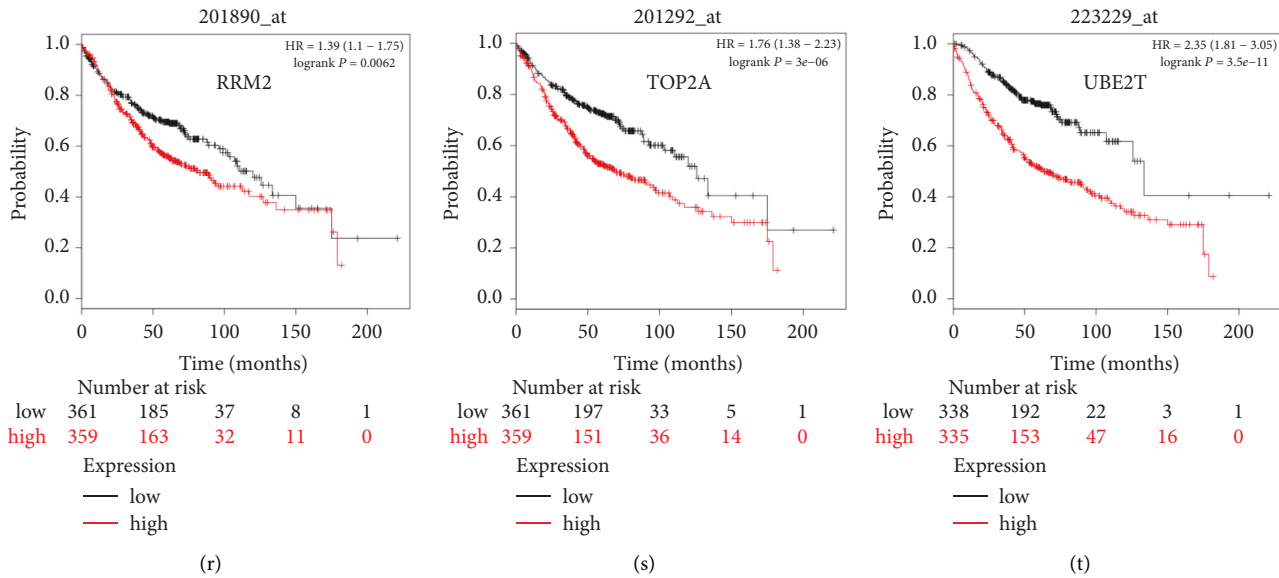 201890_at
HR = 1.39 (1.1 – 1.75)
logrank P = 0.0062
RRM2
Probability
1.0
0.8
0.6
0.4
0.2
0.0
0 50 100 150 200
Time (months)
Number at risk
low 361 185 37 8 1
high 359 163 32 11 0
Expression
low
high
(r)
201292_at
HR = 1.76 (1.38 – 2.23)
logrank P = 3e–06
TOP2A
Probability
1.0
0.8
0.6
0.4
0.2
0.0
0 50 100 150 200
Time (months)
Number at risk
low 361 197 33 5 1
high 359 151 36 14 0
Expression
low
high
(s)
223229_at
HR = 2.35 (1.81 – 3.05)
logrank P = 3.5e–11
UBE2T
Probability
1.0
0.8
0.6
0.4
0.2
0.0
0 50 100 150 200
Time (months)
Number at risk
low 338 192 22 3 1
high 335 153 47 16 0
Expression
low
high
(t)